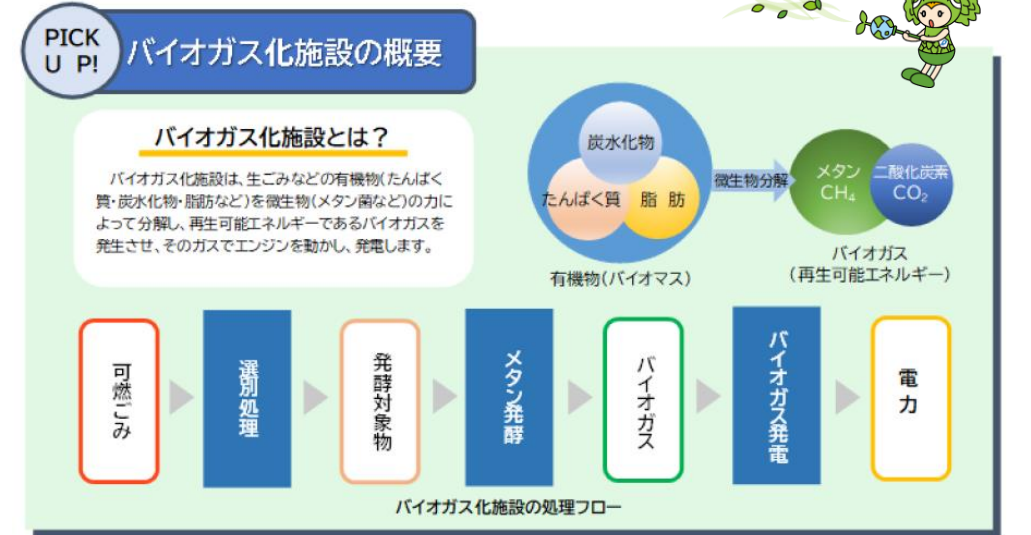 PICK
U P!
バイオガス化施設の概要
バイオガス化施設とは？
バイオガス化施設は、生ごみなどの有機物(たんぱく
質・炭水化物・脂肪など)を微生物(メタン菌など)の力に
よって分解し、再生可能エネルギーであるバイオガスを
発生させ、そのガスでエンジンを動かし、発電します。
炭水化物
たんぱく質
脂 肪
有機物(バイオマス)
微生物分解
メタン
CH₄
二酸化炭素
CO₂
バイオガス
(再生可能エネルギー)
可燃ごみ
選別処理
発酵対象物
メタン発酵
バイオガス
バイオガス発電
電力
バイオガス化施設の処理フロー